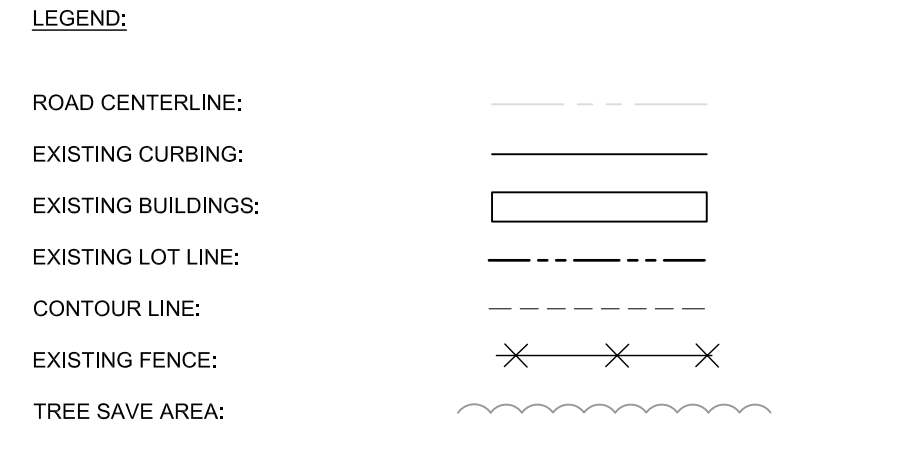 LEGEND:
ROAD CENTERLINE:
EXISTING CURBING:
EXISTING BUILDINGS:
EXISTING LOT LINE:
CONTOUR LINE:
EXISTING FENCE:
TREE SAVE AREA: